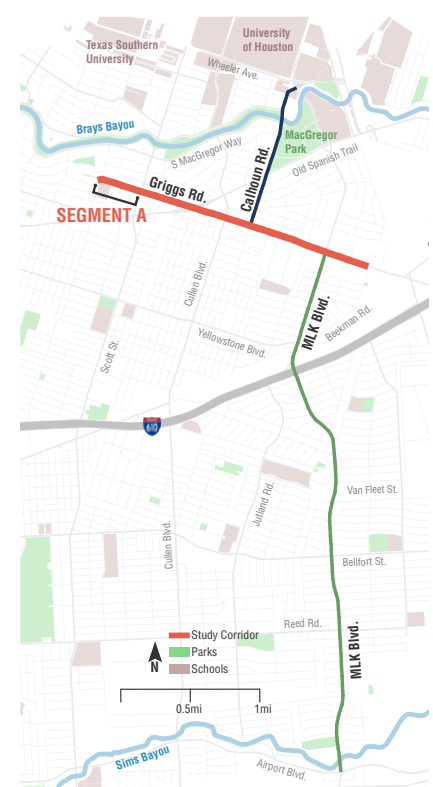 Texas Southern
University
University
of Houston
Wheeler Ave.
Brays Bayou
S MacGregor Way
MacGregor
Park
Old Spanish Trail
Calhoun Rd.
Griggs Rd.
SEGMENT A
Cullen Blvd.
MLK Blvd.
Beekman Rd.
Yellowstone Blvd.
Scott St.
610
Jutland Rd.
Van Fleet St.
Cullen Blvd.
Bellfort St.
Reed Rd.
MLK Blvd.
N
Study Corridor
Parks
Schools
0.5mi
1mi
Sims Bayou
Airport Blvd.